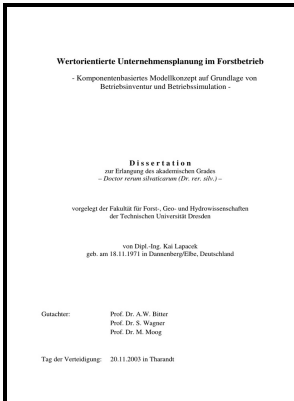 Wertorientierte Unternehmensplanung im Forstbetrieb
- Komponentenbasiertes Modellkonzept auf Grundlage von
Betriebsinventur und Betriebssimulation -
D i s s e r t a t i o n
zur Erlangung des akademischen Grades
– Doctor rerum silvaticarum (Dr. rer. silv.) –
vorgelegt der Fakultät für Forst-, Geo- und Hydrowissenschaften
der Technischen Universität Dresden
von Dipl.-Ing. Kai Lapacek
geb. am 18.11.1971 in Dannenberg/Elbe, Deutschland
Gutachter: Prof. Dr. A.W. Bitter
Prof. Dr. S. Wagner
Prof. Dr. M. Moog
Tag der Verteidigung: 20.11.2003 in Tharandt